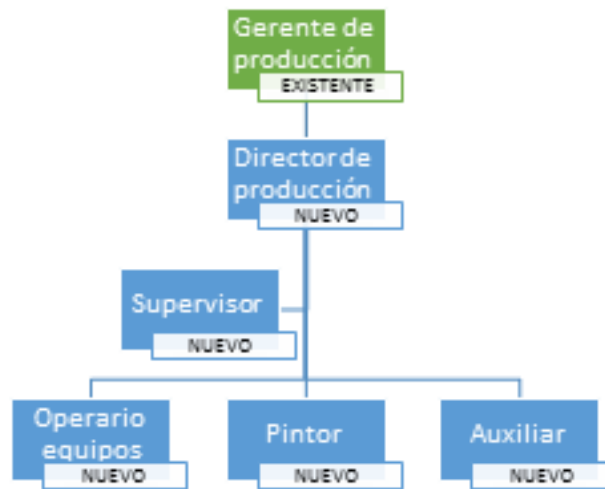 Gerente de
producción
EXISTENTE
Director de
producción
NUEVO
Supervisor
NUEVO
Operario
equipos
NUEVO
Pintor
NUEVO
Auxiliar
NUEVO